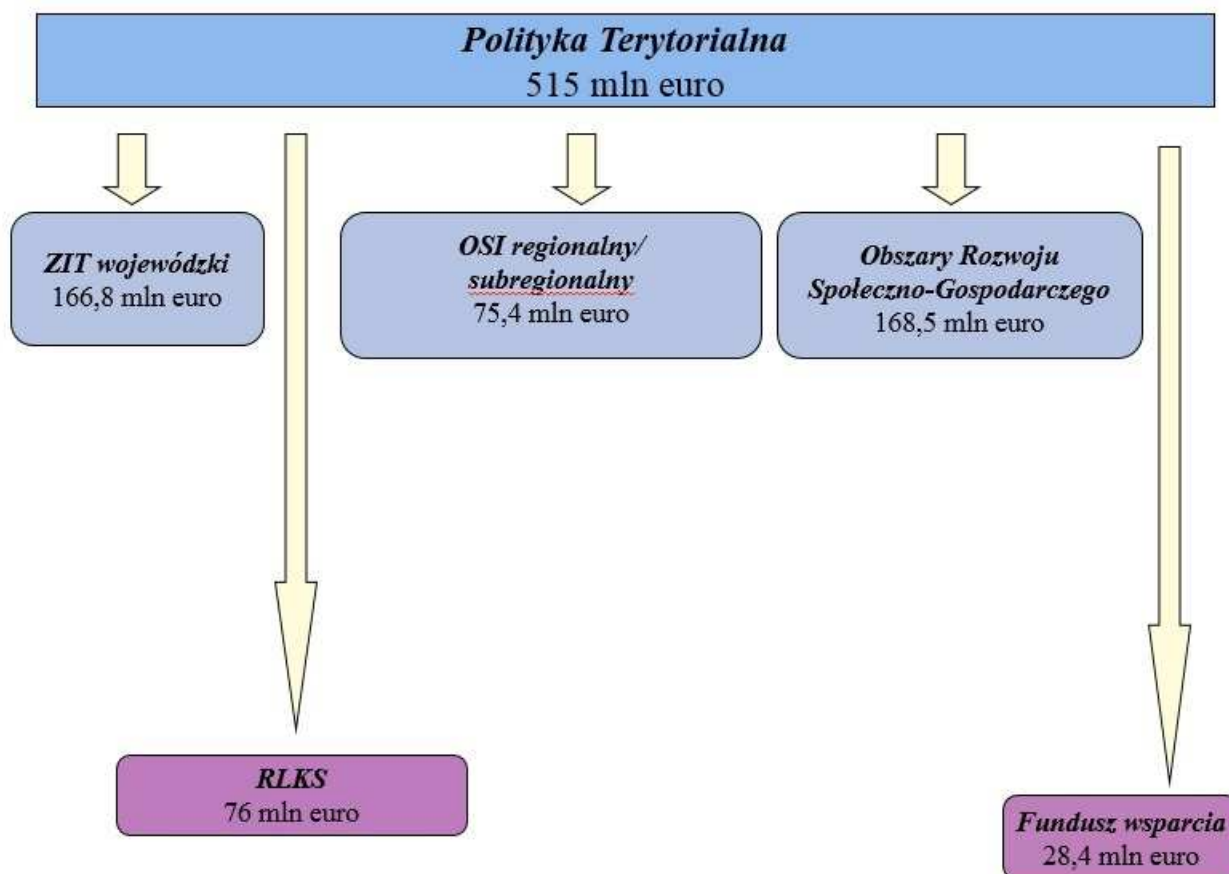 Polityka Terytorialna
515 mln euro
ZIT wojewódzki
166,8 mln euro
OSI regionalny/
subregionalny
75,4 mln euro
Obszary Rozwoju
Społeczno-Gospodarczego
168,5 mln euro
RLKS
76 mln euro
Fundusz wsparcia
28,4 mln euro